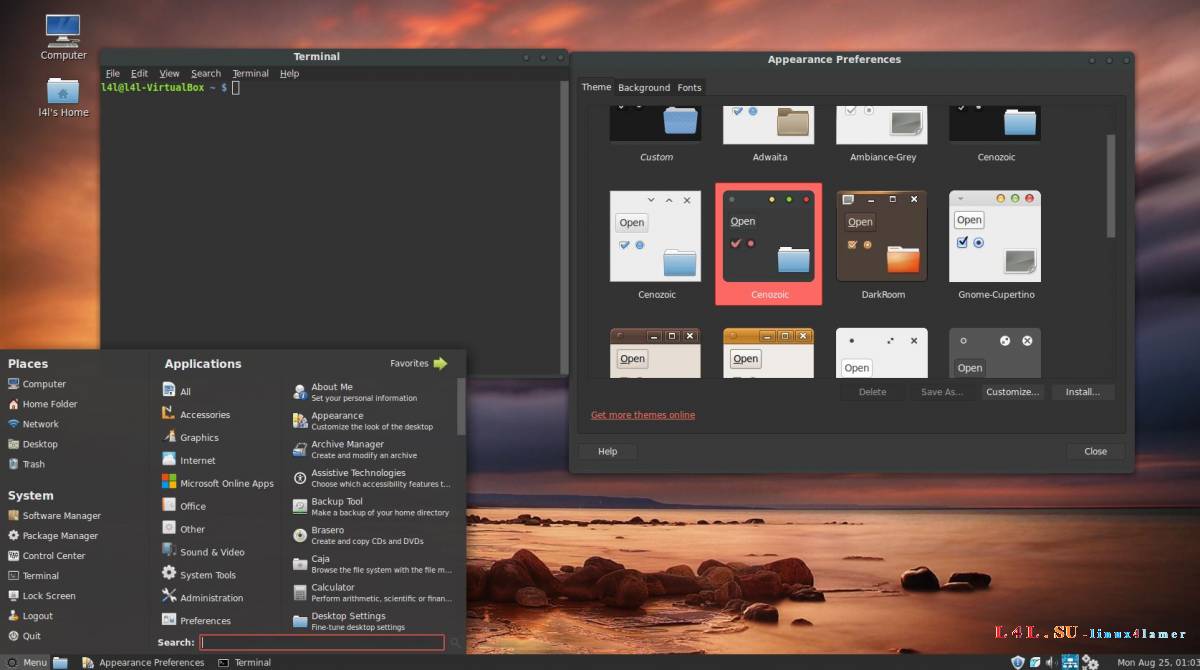 Computer
l4l's Home
Terminal
File Edit View Search Terminal Help
l4l@l4l-VirtualBox ~ $
Appearance Preferences
Theme Background Fonts
Custom Adwaita Ambiance-Grey Cenozoic
Open Open Open Open
Cenozoic Cenozoic DarkRoom Gnome-Cupertino
Open Open Open Open
Delete Save As... Customize... Install...
Get more themes online
Help Close
Places
Computer
Home Folder
Network
Desktop
Trash
System
Software Manager
Package Manager
Control Center
Terminal
Lock Screen
Logout
Quit
Applications
All
Accessories
Graphics
Internet
Microsoft Online Apps
Office
Other
Sound & Video
System Tools
Administration
Preferences
Favorites
About Me
Set your personal information
Appearance
Customize the look of the desktop
Archive Manager
Create and modify an archive
Assistive Technologies
Choose which accessibility features t...
Backup Tool
Make a backup of your home directory
Brasero
Create and copy CDs and DVDs
Caja
Browse the file system with the file m...
Calculator
Perform arithmetic, scientific or finan...
Desktop Settings
Fine-tune desktop settings
Search:
L4L.SU -linux4lamer
Menu Appearance Preferences Terminal Mon Aug 25, 01:03